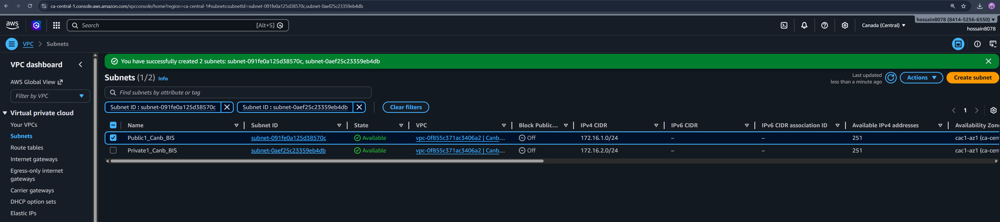 ca-central-1.console.aws.amazon.com/vpcconsole/home?region=ca-central-1#subnets:subnetId=subnet-091fe0a125d38570c,subnet-0aef25c23359eb4db
aws
Search
[Alt+S]
Canada (Central)
hossain8078 (8414-5256-6550)
hossain8078
VPC
Subnets
VPC dashboard
AWS Global View
Filter by VPC
Virtual private cloud
Your VPCs
Subnets
Route tables
Internet gateways
Egress-only internet
gateways
Carrier gateways
DHCP option sets
Elastic IPs
You have successfully created 2 subnets: subnet-091fe0a125d38570c, subnet-0aef25c23359eb4db
Subnets (1/2) Info
Last updated
less than a minute ago
Actions
Create subnet
Find subnets by attribute or tag
Subnet ID : subnet-091fe0a125d38570c
Subnet ID : subnet-0aef25c23359eb4db
Clear filters
1
Name Subnet ID State VPC Block Public... IPv4 CIDR IPv6 CIDR IPv6 CIDR association ID Available IPv4 addresses Availability Zon
Public1_Canb_BIS subnet-091fe0a125d38570c Available vpc-0f855c371ac3406a2 | Canb... Off 172.16.1.0/24 – – 251 cac1-az1 (ca-cen
Private1_Canb_BIS subnet-0aef25c23359eb4db Available vpc-0f855c371ac3406a2 | Canb... Off 172.16.2.0/24 – – 251 cac1-az1 (ca-cen